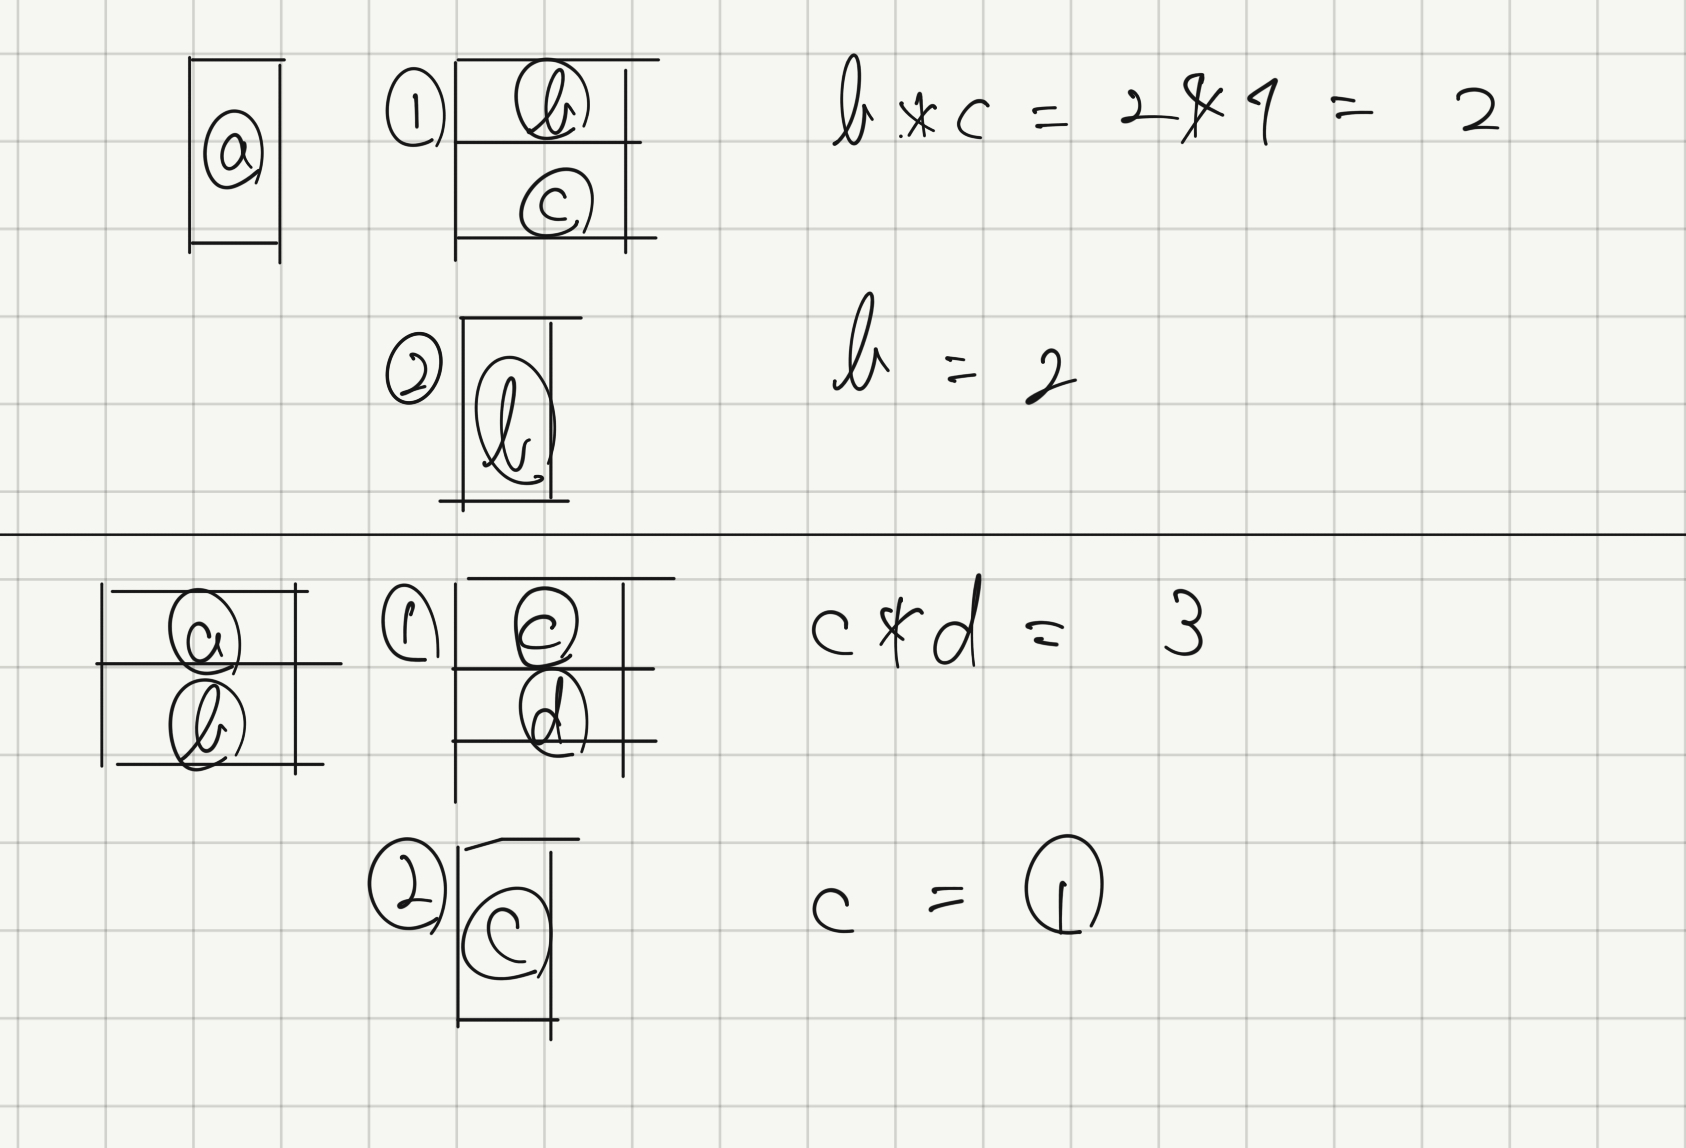 a ① b b * c = 2 * 1 = 2
c
② b b = 2
a ① c c * d = 3
b d
② c c = ①